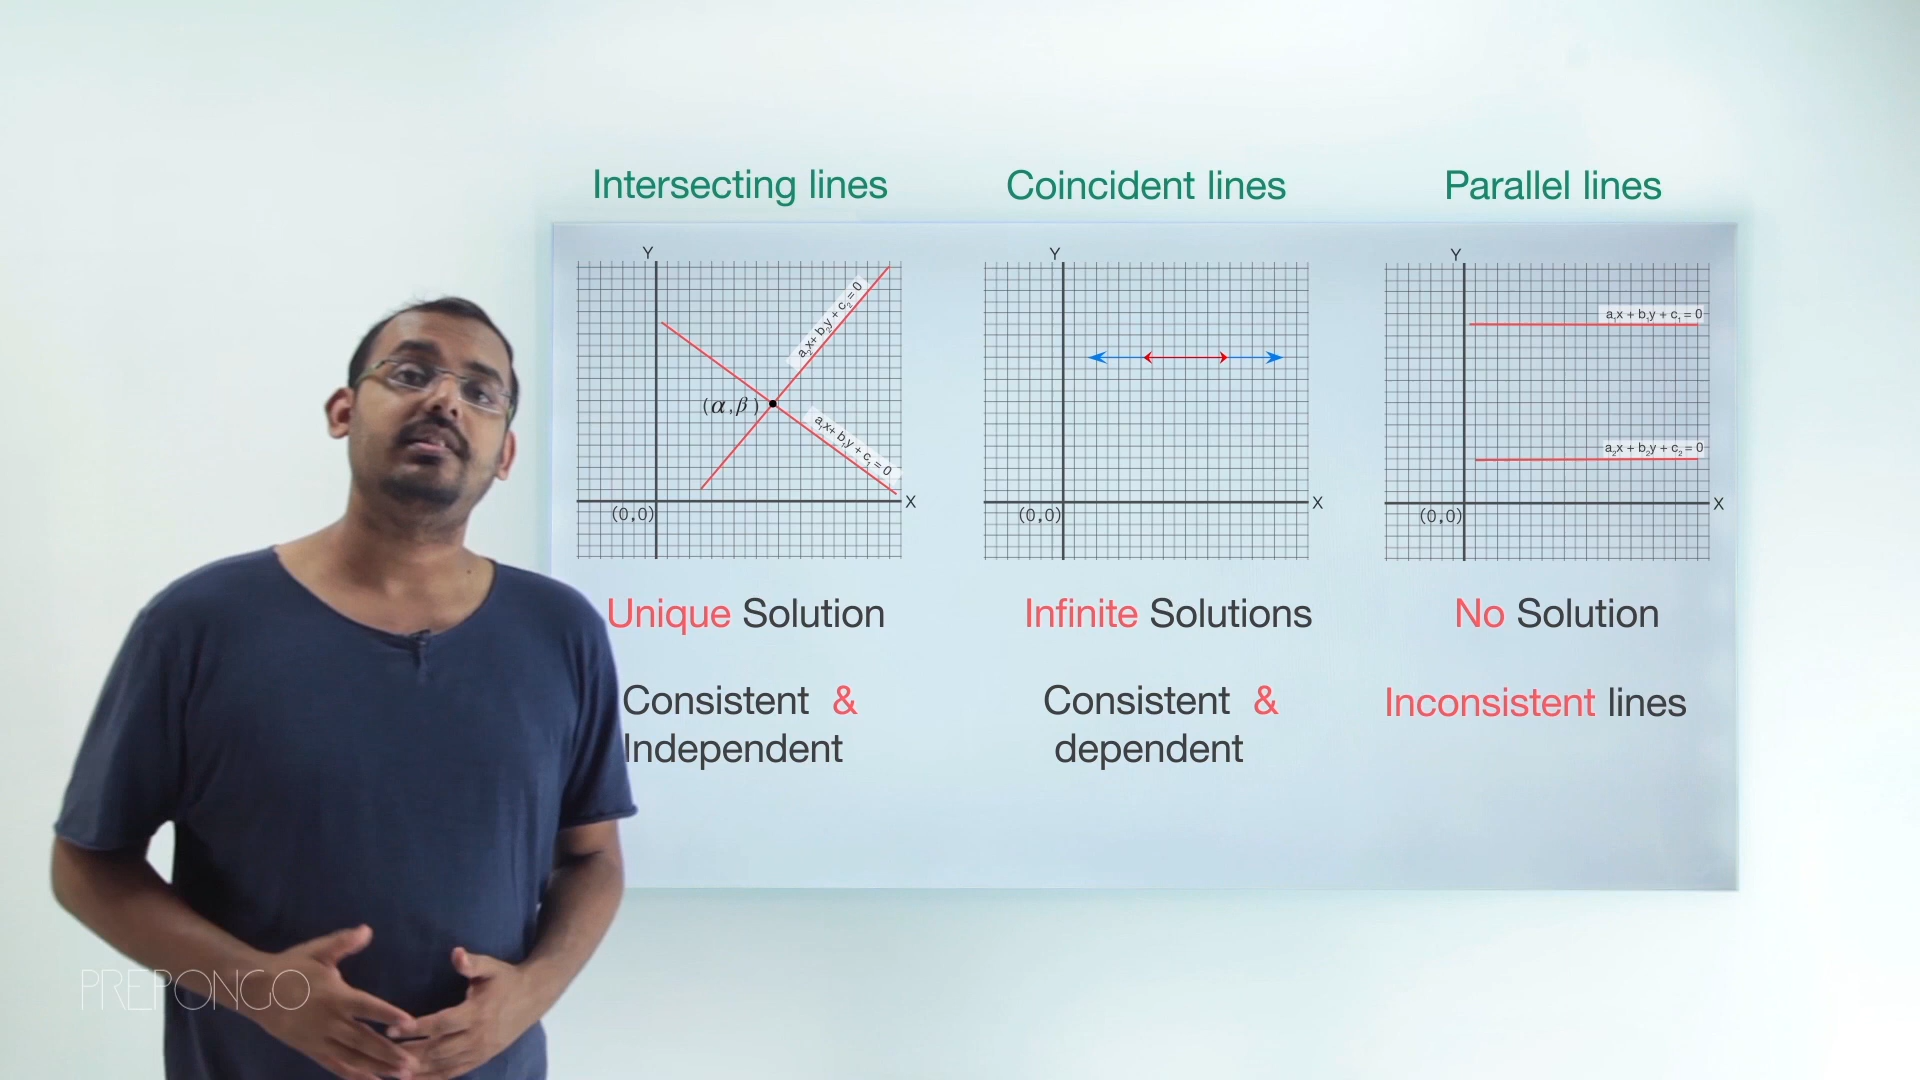 Intersecting lines
Coincident lines
Parallel lines
Y
a₂x+ b₂y + c₂ = 0
(α,β)
a₁x+ b₁y + c₁ = 0
X
(0,0)
Y
X
(0,0)
Y
a₁x + b₁y + c₁ = 0
a₂x + b₂y + c₂ = 0
X
(0,0)
Unique Solution
Infinite Solutions
No Solution
Consistent &
Independent
Consistent &
dependent
Inconsistent lines
PREPONGO